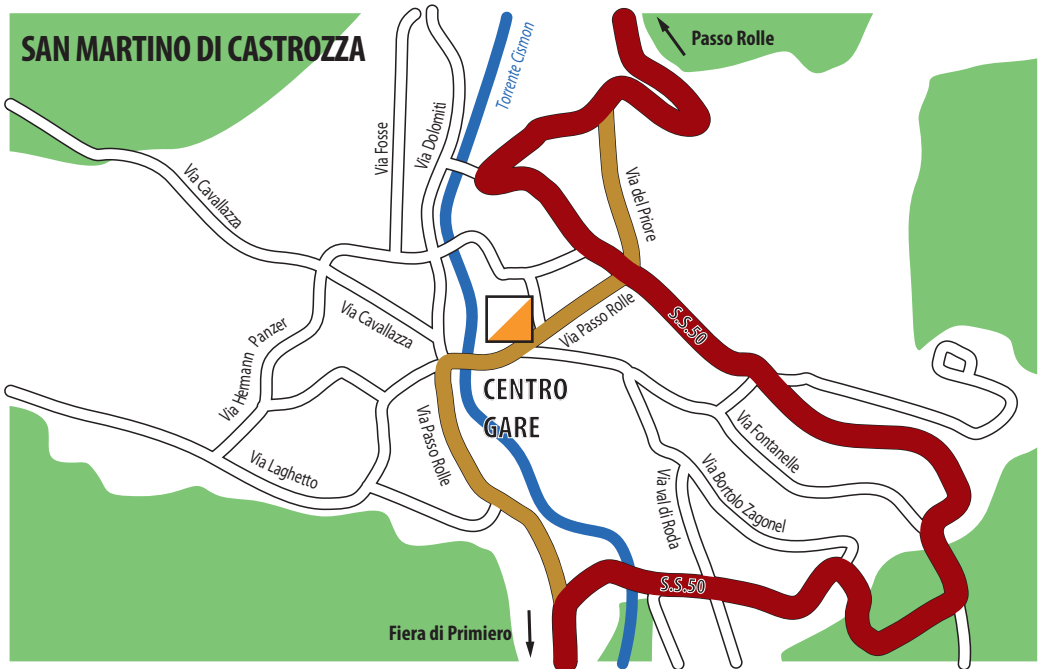 SAN MARTINO DI CASTROZZA
Passo Rolle
Torrente Cismon
Via Fosse
Via Dolomiti
Via Cavallazza
Via del Priore
Via Cavallazza
Via Passo Rolle
S.S.50
Via Hermann Panzer
CENTRO
GARE
Via Passo Rolle
Via Fontanelle
Via Laghetto
Via Bortolo Zagonel
Via val di Roda
S.S.50
Fiera di Primiero